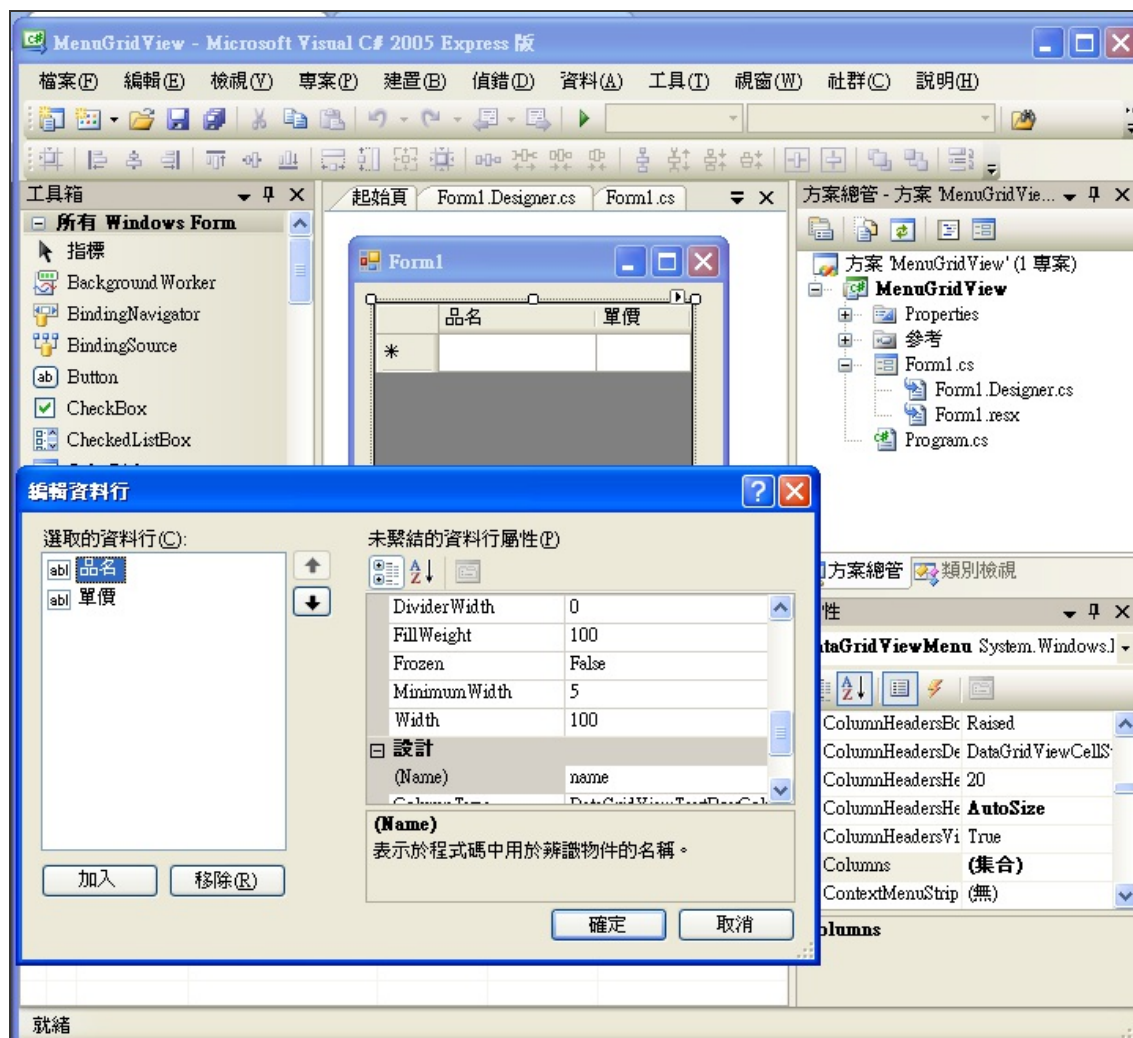 MenuGridView - Microsoft Visual C# 2005 Express 版
檔案(F) 編輯(E) 檢視(V) 專案(P) 建置(B) 偵錯(D) 資料(A) 工具(T) 視窗(W) 社群(C) 說明(H)
工具箱
所有 Windows Form
指標
BackgroundWorker
BindingNavigator
BindingSource
Button
CheckBox
CheckedListBox
起始頁 Form1.Designer.cs Form1.cs
Form1
品名 單價
方案總管 - 方案 'MenuGridVie...
方案 'MenuGridView' (1 專案)
MenuGridView
Properties
參考
Form1.cs
Form1.Designer.cs
Form1.resx
Program.cs
方案總管 類別檢視
編輯資料行
選取的資料行(C):
品名
單價
加入 移除(R)
未繫結的資料行屬性(P)
DividerWidth 0
FillWeight 100
Frozen False
MinimumWidth 5
Width 100
設計
(Name) name
(Name)
表示於程式碼中用於辨識物件的名稱。
確定 取消
性
taGridViewMenu System.Windows.
ColumnHeadersBo Raised
ColumnHeadersDe DataGridViewCellS
ColumnHeadersHe 20
ColumnHeadersHe AutoSize
ColumnHeadersVi True
Columns (集合)
ContextMenuStrip (無)
olumns
就緒